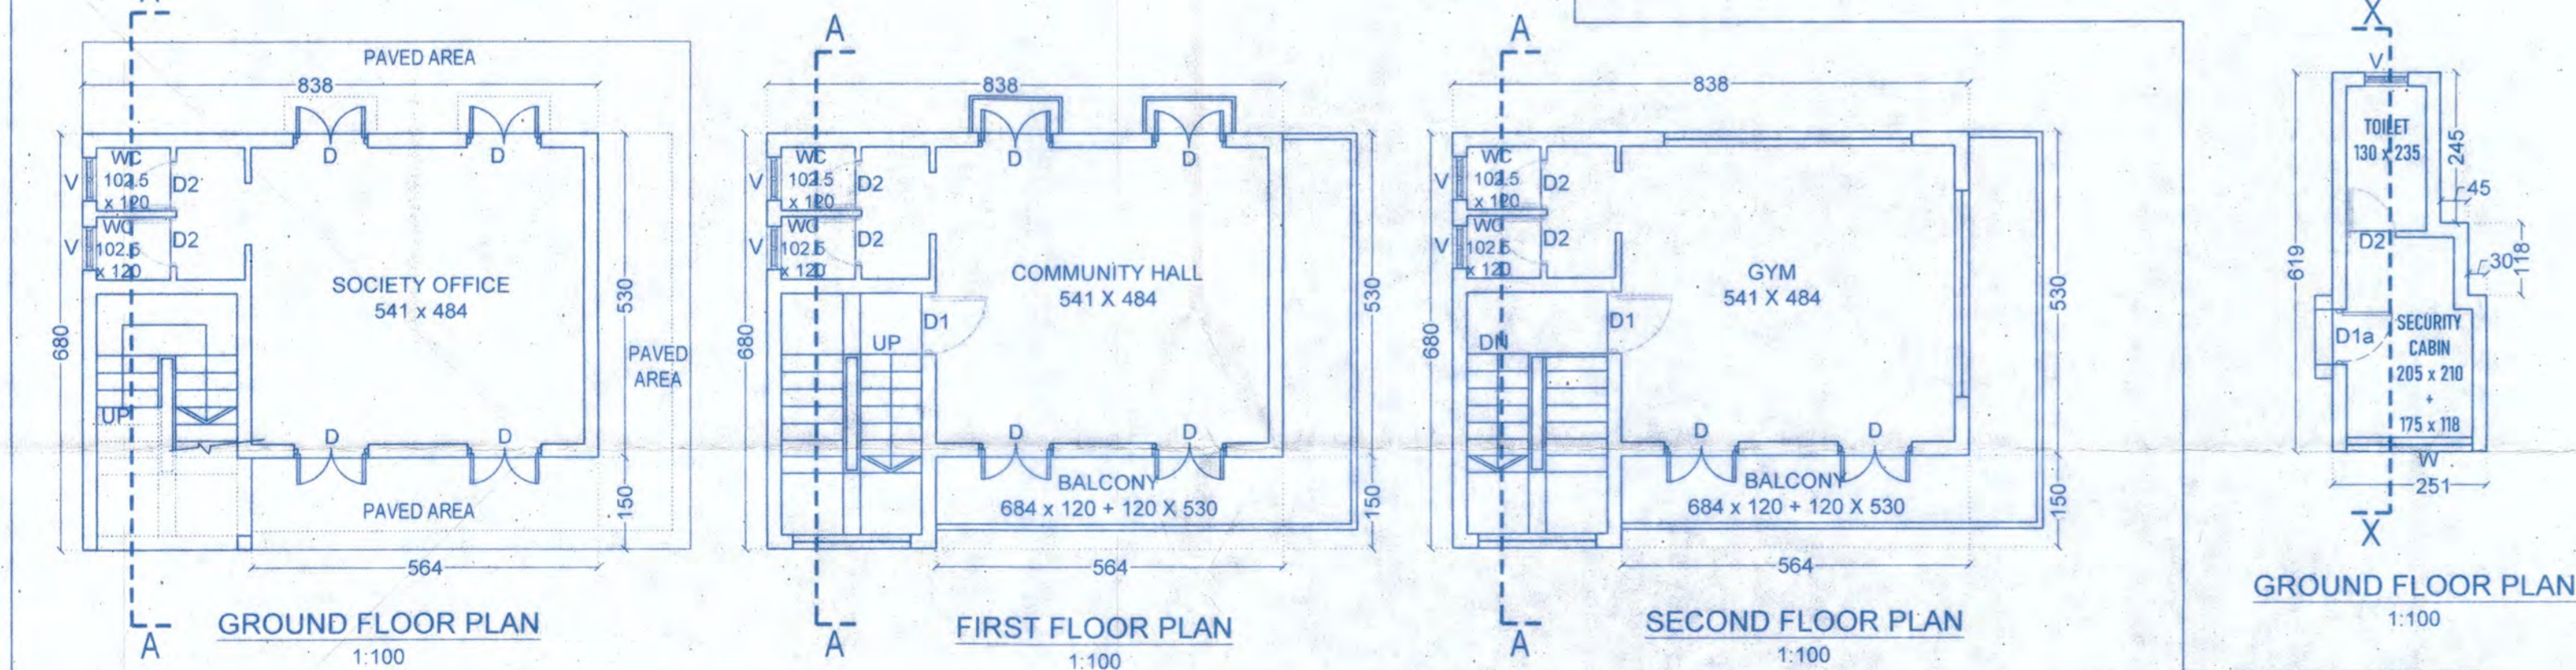 A
PAVED AREA
838
D
D
WC
102.5
x 120
V
D2
WC
102.5
x 120
V
D2
SOCIETY OFFICE
541 x 484
680
530
PAVED
AREA
UP
D
D
PAVED AREA
150
564
A
GROUND FLOOR PLAN
1:100
A
838
D
D
WC
102.5
x 120
V
D2
WC
102.5
x 120
V
D2
COMMUNITY HALL
541 X 484
D1
UP
680
530
D
D
BALCONY
684 x 120 + 120 X 530
150
564
A
FIRST FLOOR PLAN
1:100
A
838
WC
102.5
x 120
V
D2
WC
102.5
x 120
V
D2
GYM
541 X 484
D1
DN
680
530
D
D
BALCONY
684 x 120 + 120 X 530
150
564
A
SECOND FLOOR PLAN
1:100
X
V
TOILET
130 x 235
245
45
D2
30
118
619
D1a
SECURITY
CABIN
205 x 210
+
175 x 118
W
251
X
GROUND FLOOR PLAN
1:100